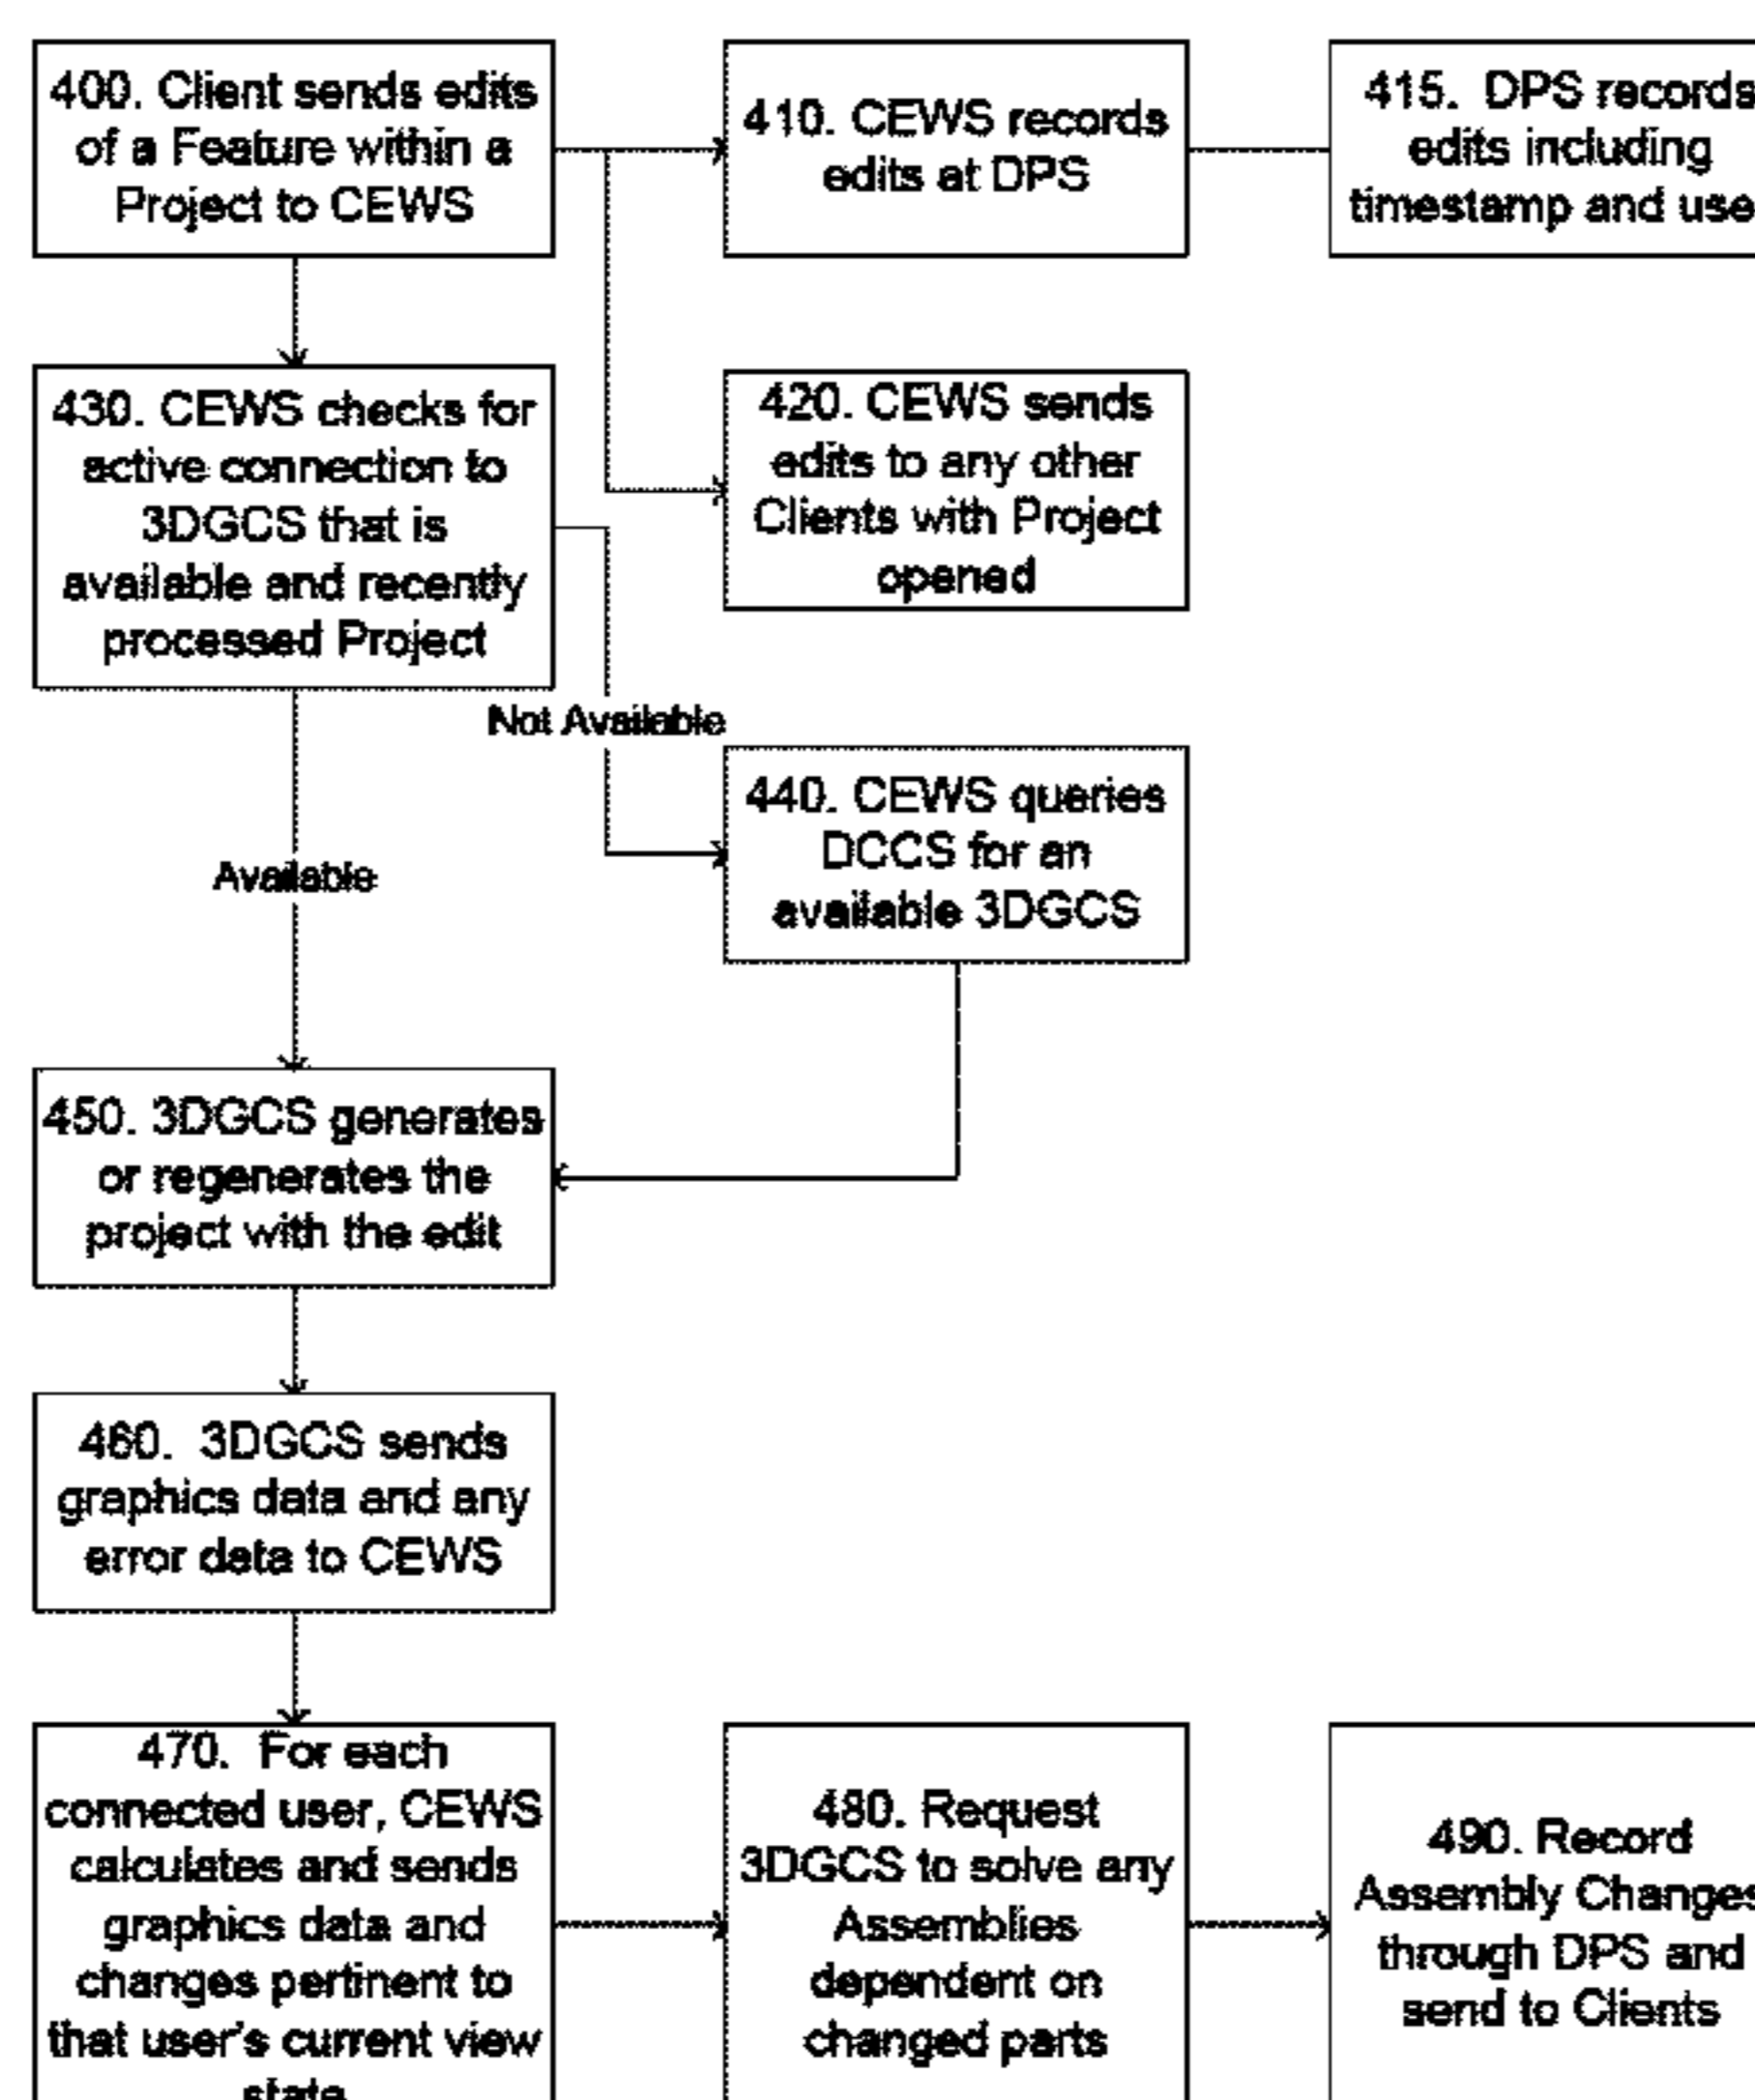 400. Client sends edits
of a Feature within a
Project to CEWS
410. CEWS records
edits at DPS
415. DPS records
edits including
timestamp and use
430. CEWS checks for
active connection to
3DGCS that is
available and recently
processed Project
420. CEWS sends
edits to any other
Clients with Project
opened
Not Available
440. CEWS queries
DCCS for an
available 3DGCS
Available
450. 3DGCS generates
or regenerates the
project with the edit
460. 3DGCS sends
graphics data and any
error data to CEWS
470. For each
connected user, CEWS
calculates and sends
graphics data and
changes pertinent to
that user's current view
state
480. Request
3DGCS to solve any
Assemblies
dependent on
changed parts
490. Record
Assembly Changes
through DPS and
send to Clients